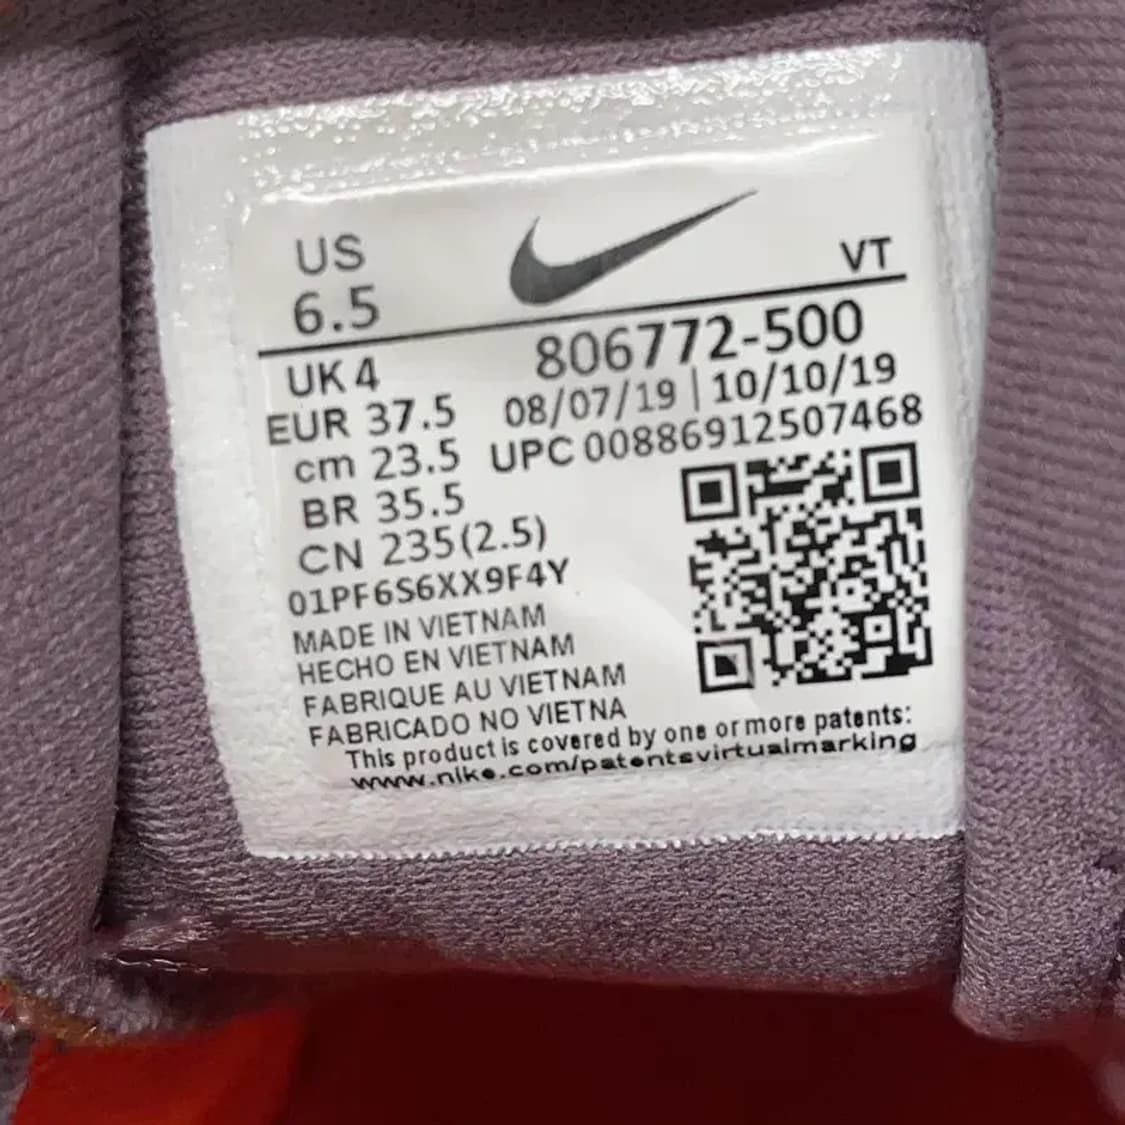 US
6.5
VT
UK 4
806772-500
EUR 37.5
08/07/19 | 10/10/19
cm 23.5
UPC 00886912507468
BR 35.5
CN 235(2.5)
01PF6S6XX9F4Y
MADE IN VIETNAM
HECHO EN VIETNAM
FABRIQUE AU VIETNAM
FABRICADO NO VIETNA
This product is covered by one or more patents:
www.nike.com/patentsvirtualmarking